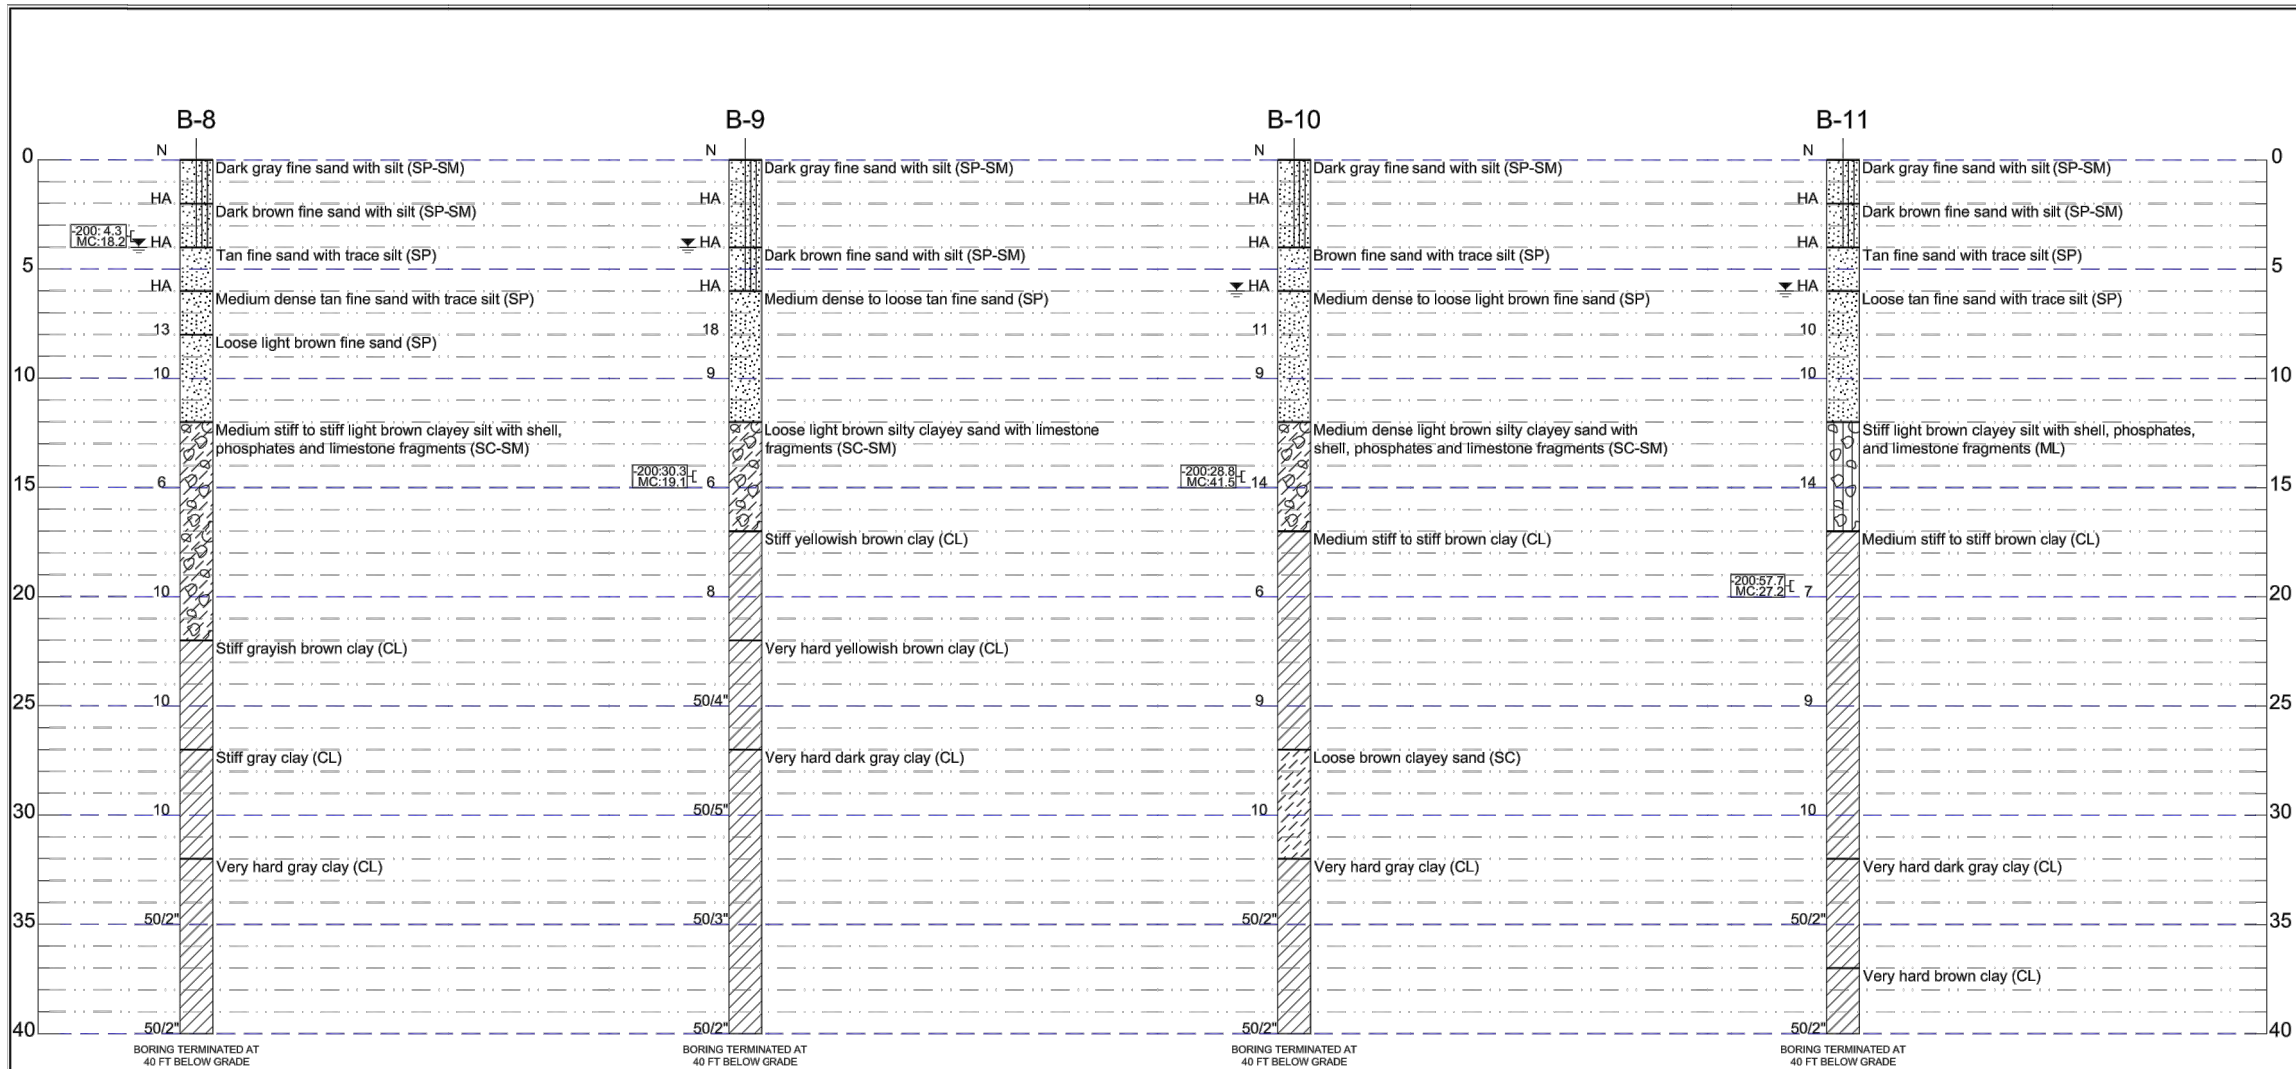 B-8
N
0
Dark gray fine sand with silt (SP-SM)
HA
Dark brown fine sand with silt (SP-SM)
-200: 4.3
MC:18.2
HA
Tan fine sand with trace silt (SP)
5
HA
Medium dense tan fine sand with trace silt (SP)
13
Loose light brown fine sand (SP)
10
10
Medium stiff to stiff light brown clayey silt with shell,
phosphates and limestone fragments (SC-SM)
15
6
20
10
Stiff grayish brown clay (CL)
25
10
Stiff gray clay (CL)
30
10
Very hard gray clay (CL)
35
50/2"
40
50/2"
BORING TERMINATED AT
40 FT BELOW GRADE
B-9
N
Dark gray fine sand with silt (SP-SM)
HA
HA
Dark brown fine sand with silt (SP-SM)
HA
Medium dense to loose tan fine sand (SP)
18
9
Loose light brown silty clayey sand with limestone
fragments (SC-SM)
-200:30.3
MC:19.1
6
Stiff yellowish brown clay (CL)
8
Very hard yellowish brown clay (CL)
50/4"
Very hard dark gray clay (CL)
50/5"
50/3"
50/2"
BORING TERMINATED AT
40 FT BELOW GRADE
B-10
N
Dark gray fine sand with silt (SP-SM)
HA
HA
Brown fine sand with trace silt (SP)
HA
Medium dense to loose light brown fine sand (SP)
11
9
Medium dense light brown silty clayey sand with
shell, phosphates and limestone fragments (SC-SM)
-200:28.8
MC:41.5
14
Medium stiff to stiff brown clay (CL)
6
9
Loose brown clayey sand (SC)
10
Very hard gray clay (CL)
50/2"
50/2"
BORING TERMINATED AT
40 FT BELOW GRADE
B-11
N
0
Dark gray fine sand with silt (SP-SM)
HA
Dark brown fine sand with silt (SP-SM)
HA
Tan fine sand with trace silt (SP)
5
HA
Loose tan fine sand with trace silt (SP)
10
10
10
Stiff light brown clayey silt with shell, phosphates,
and limestone fragments (ML)
14
15
Medium stiff to stiff brown clay (CL)
-200:57.7
MC:27.2
7
20
9
25
10
30
Very hard dark gray clay (CL)
50/2"
35
Very hard brown clay (CL)
50/2"
40
BORING TERMINATED AT
40 FT BELOW GRADE